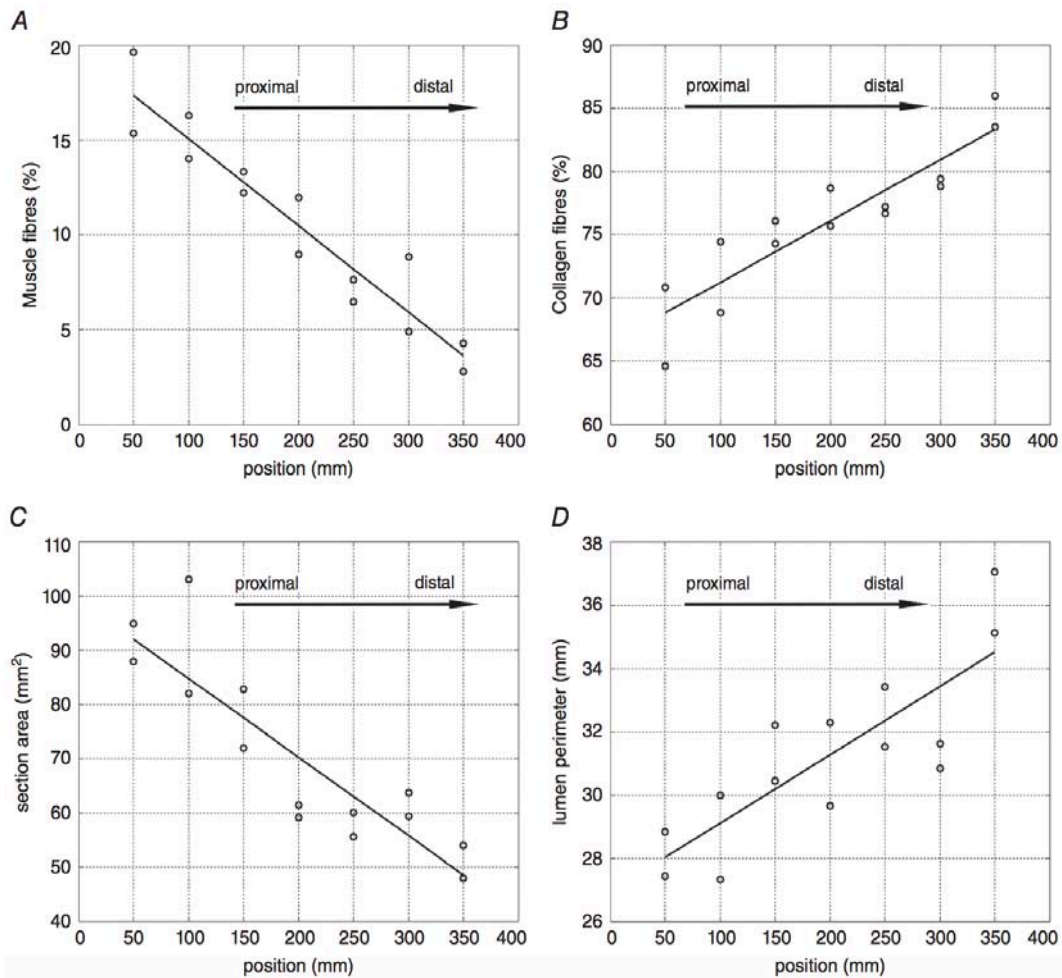 A
B
Muscle fibres (%)
20
15
10
5
0
proximal
distal
0 50 100 150 200 250 300 350 400
position (mm)
Collagen fibres (%)
90
85
80
75
70
65
60
proximal
distal
0 50 100 150 200 250 300 350 400
position (mm)
C
D
section area (mm²)
110
100
90
80
70
60
50
40
proximal
distal
0 50 100 150 200 250 300 350 400
position (mm)
lumen perimeter (mm)
38
36
34
32
30
28
26
proximal
distal
0 50 100 150 200 250 300 350 400
position (mm)